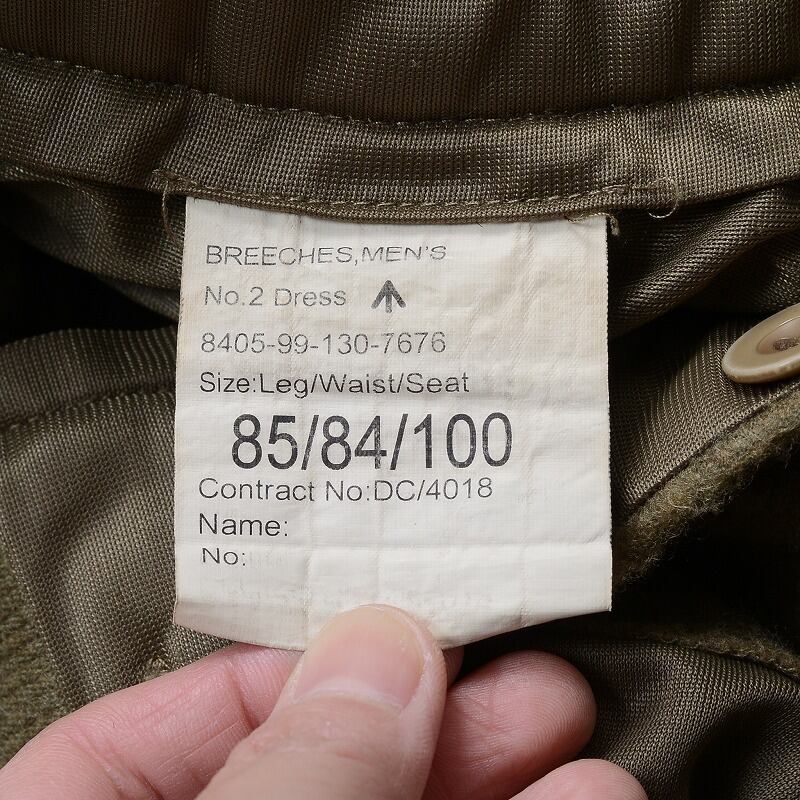 BREECHES,MEN'S
No.2 Dress
8405-99-130-7676
Size:Leg/Waist/Seat
85/84/100
Contract No:DC/4018
Name:
No: